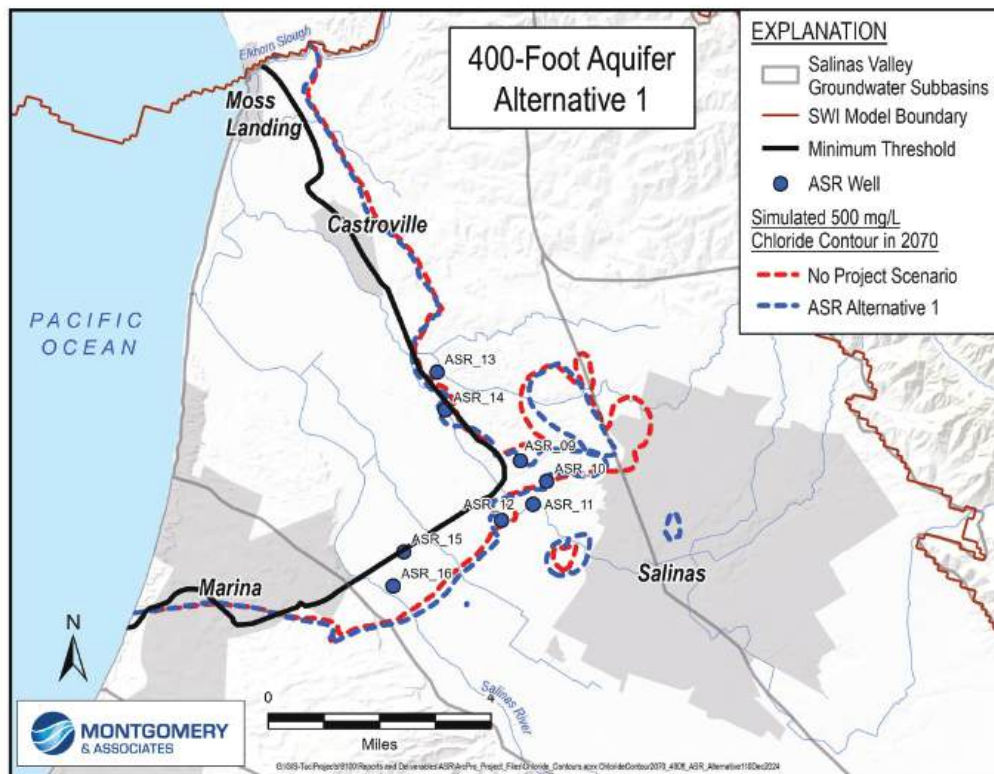 400-Foot Aquifer
Alternative 1
EXPLANATION
Salinas Valley
Groundwater Subbasins
SWI Model Boundary
Minimum Threshold
ASR Well
Simulated 500 mg/L
Chloride Contour in 2070
No Project Scenario
ASR Alternative 1
Elkhorn Slough
Moss
Landing
Castroville
PACIFIC
OCEAN
ASR_13
ASR_14
ASR_09
ASR_10
ASR_12
ASR_11
ASR_15
ASR_16
Marina
Salinas
N
Salinas River
0
4
Miles
MONTGOMERY
& ASSOCIATES